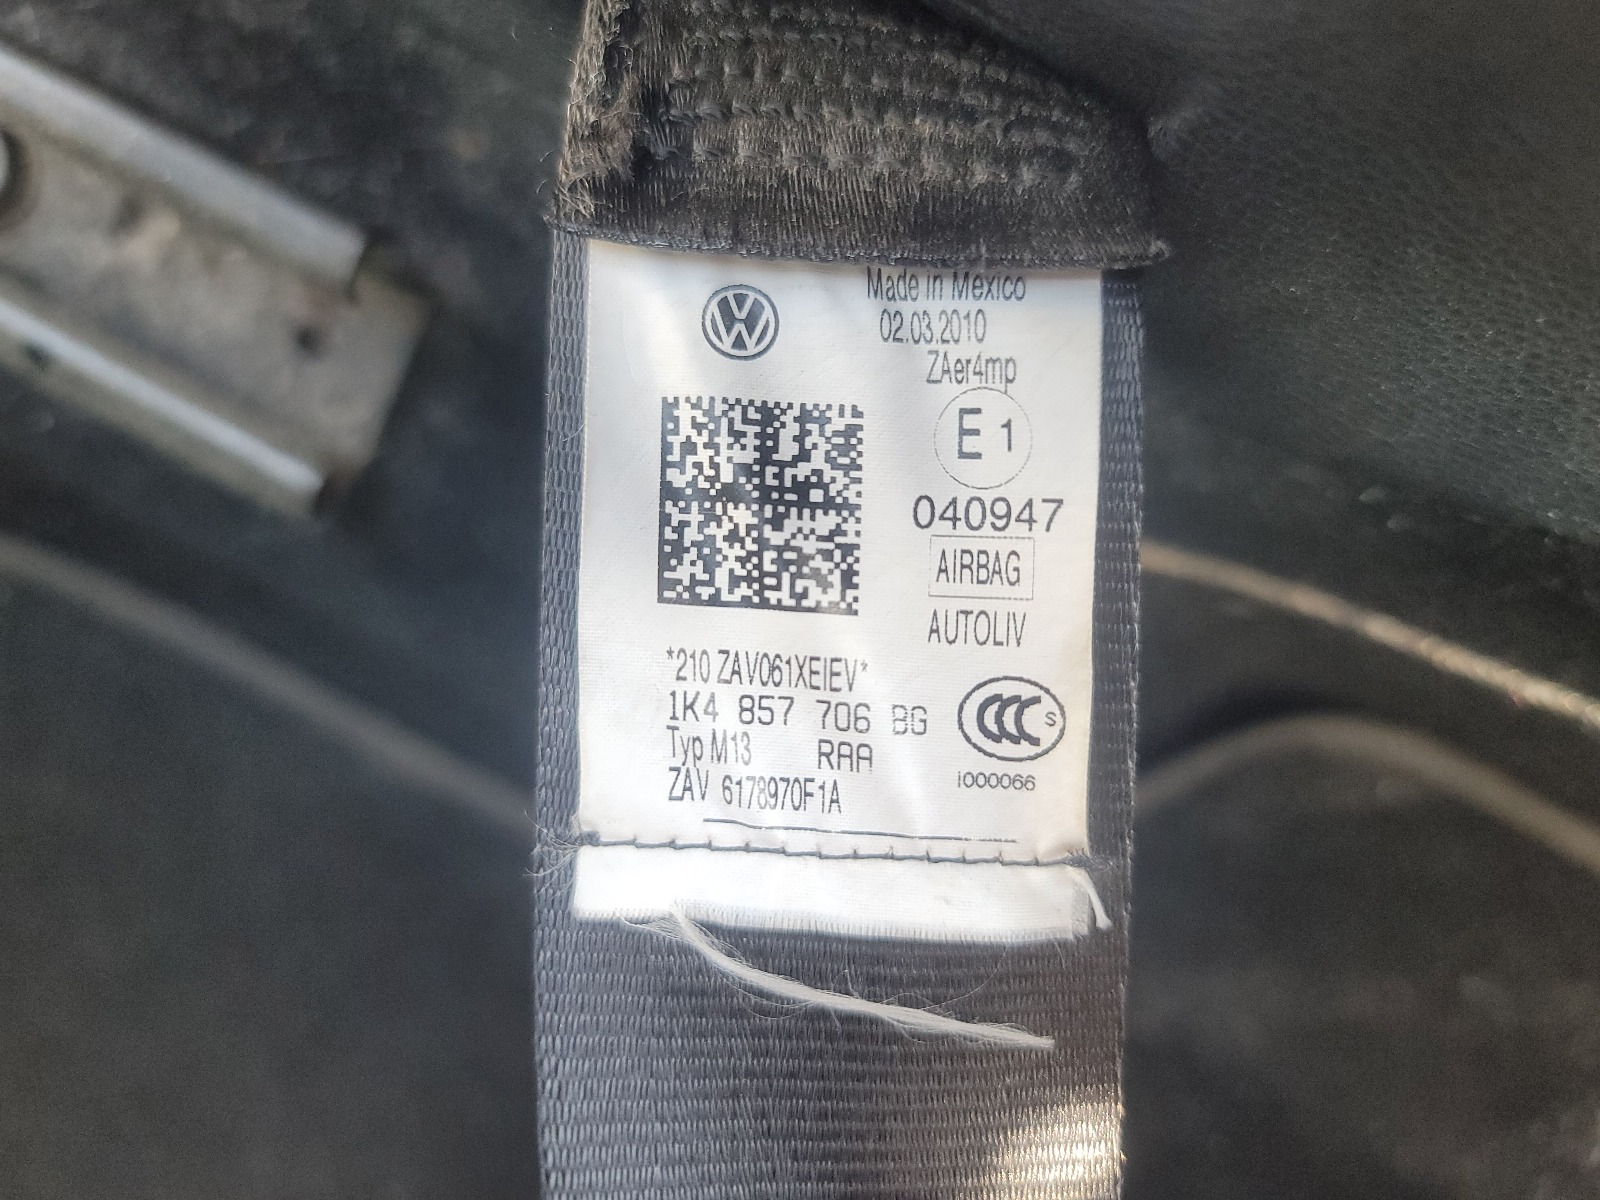 Made in Mexico
02.03.2010
ZAer4mp
E 1
040947
AIRBAG
AUTOLIV
*210 ZAV061XEIEV*
1K4 857 706 BG
Typ M13 RAA
ZAV 6178970F1A
CCC S
i000066